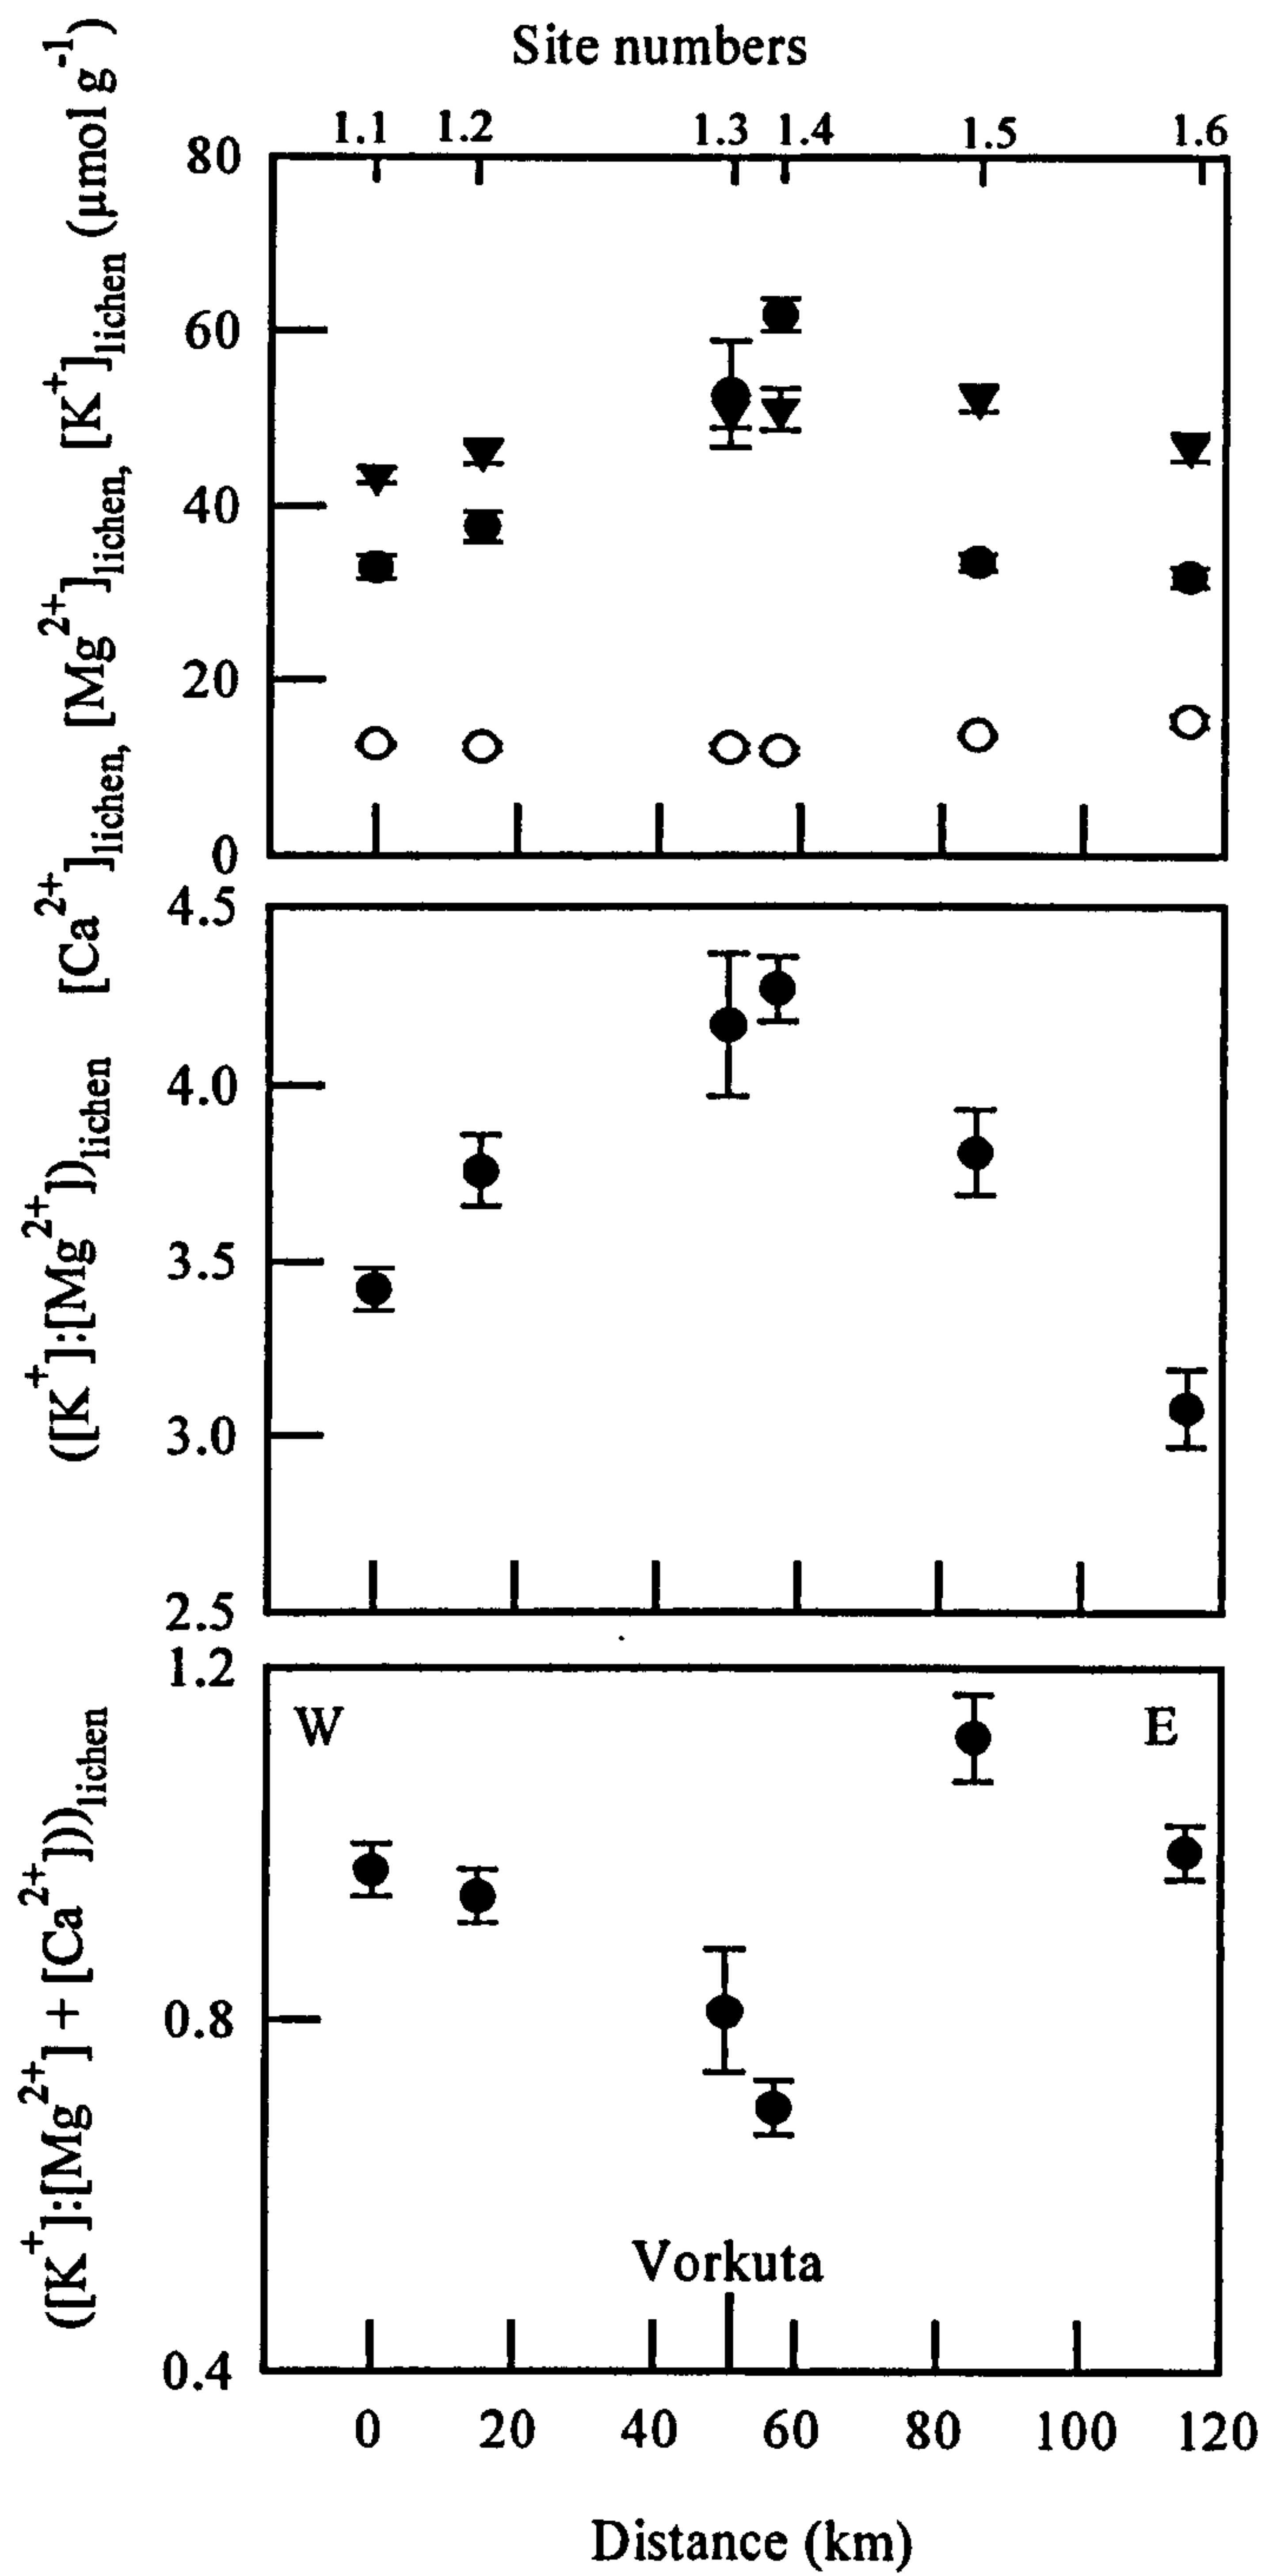 Site numbers
1.1 1.2 1.3 1.4 1.5 1.6
[Ca²⁺]lichen, [Mg²⁺]lichen, [K⁺]lichen (μmol g⁻¹)
80
60
40
20
0
([K⁺]:[Mg²⁺])lichen
4.5
4.0
3.5
3.0
2.5
([K⁺]:[Mg²⁺] + [Ca²⁺]))lichen
1.2
W E
0.8
Vorkuta
0.4
0 20 40 60 80 100 120
Distance (km)